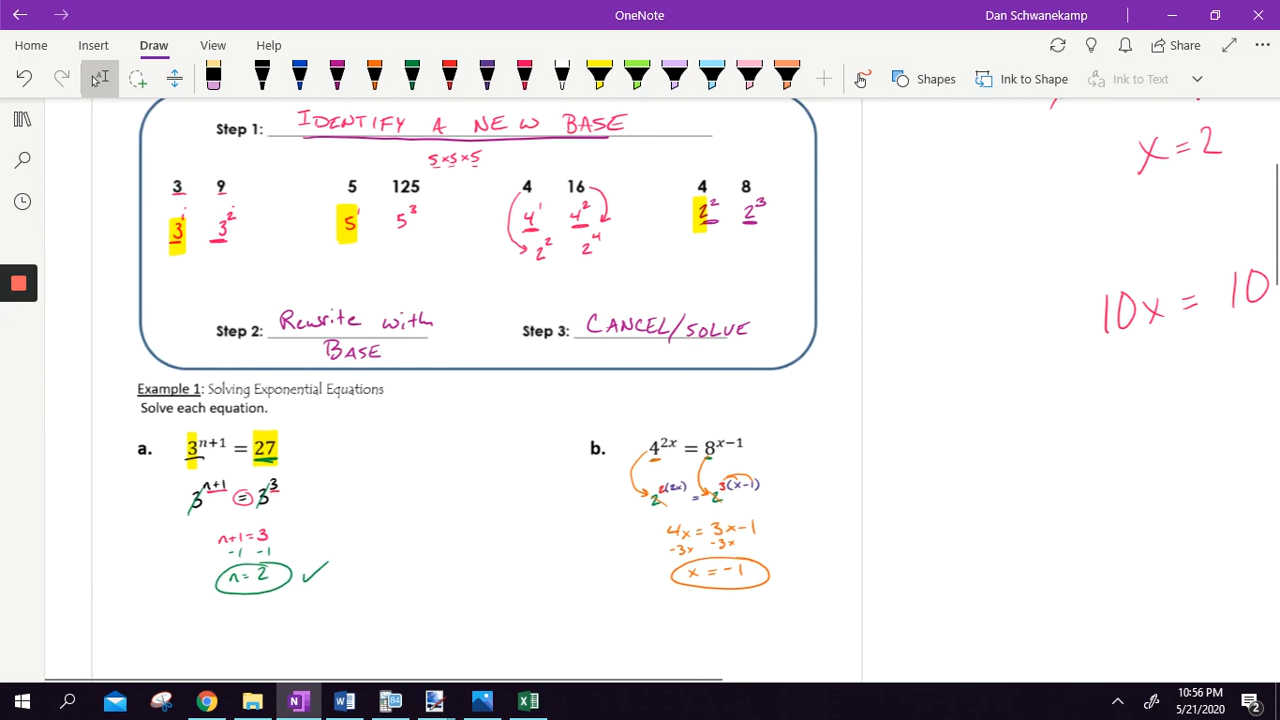 OneNote
Dan Schwanekamp
Home Insert Draw View Help
Share
Shapes Ink to Shape Ink to Text
Step 1: IDENTIFY A NEW BASE
5×5×5
3 9 5 125 4 16 4 8
3¹ 3² 5¹ 5³ 4¹ 4² 2² 2³
2² 2⁴
Step 2: Rewrite with
BASE
Step 3: CANCEL/SOLVE
x = 2
10x = 10
Example 1: Solving Exponential Equations
Solve each equation.
a. 3ⁿ⁺¹ = 27
3ⁿ⁺¹ = 3³
n+1=3
-1 -1
n=2 ✓
b. 4²ˣ = 8ˣ⁻¹
2²⁽²ˣ⁾ = 2³⁽ˣ⁻¹⁾
4x = 3x-1
-3x -3x
x = -1
10:56 PM
5/21/2020
2